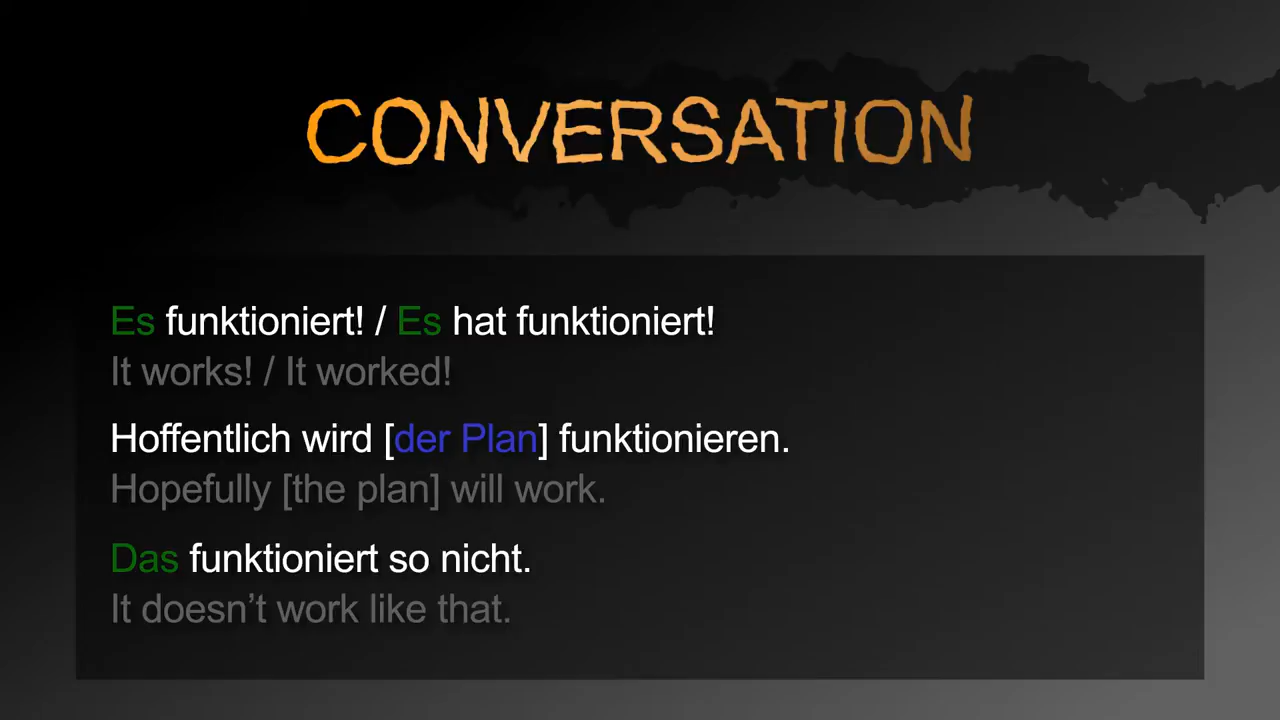 CONVERSATION
Es funktioniert! / Es hat funktioniert!
It works! / It worked!
Hoffentlich wird [der Plan] funktionieren.
Hopefully [the plan] will work.
Das funktioniert so nicht.
It doesn’t work like that.